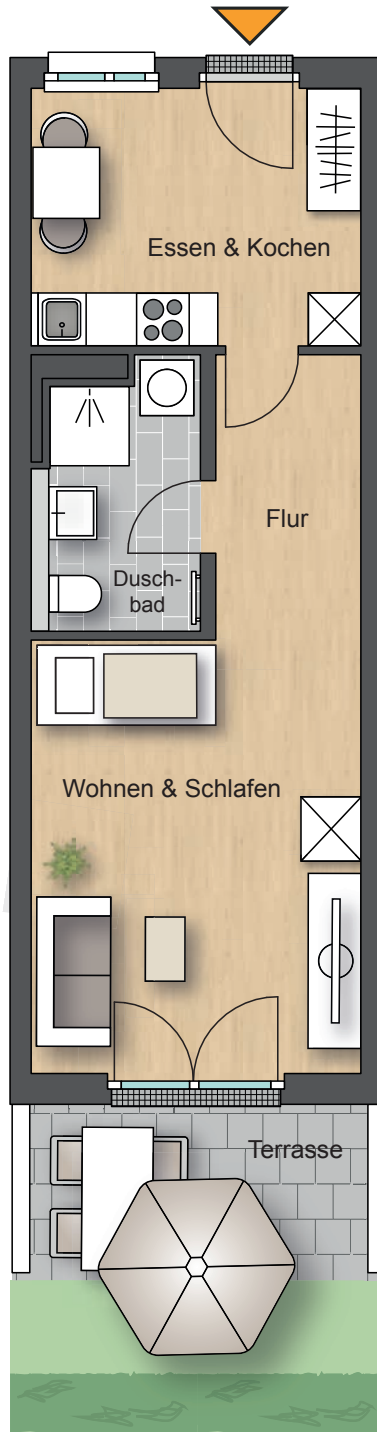 Essen & Kochen
Flur
Dusch-
bad
Wohnen & Schlafen
Terrasse